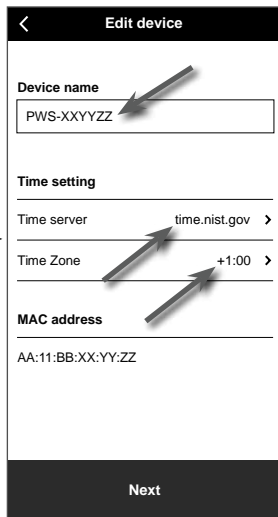 Edit device
Device name
PWS-XXYYZZ
Time setting
Time server time.nist.gov
Time Zone +1:00
MAC address
AA:11:BB:XX:YY:ZZ
Next